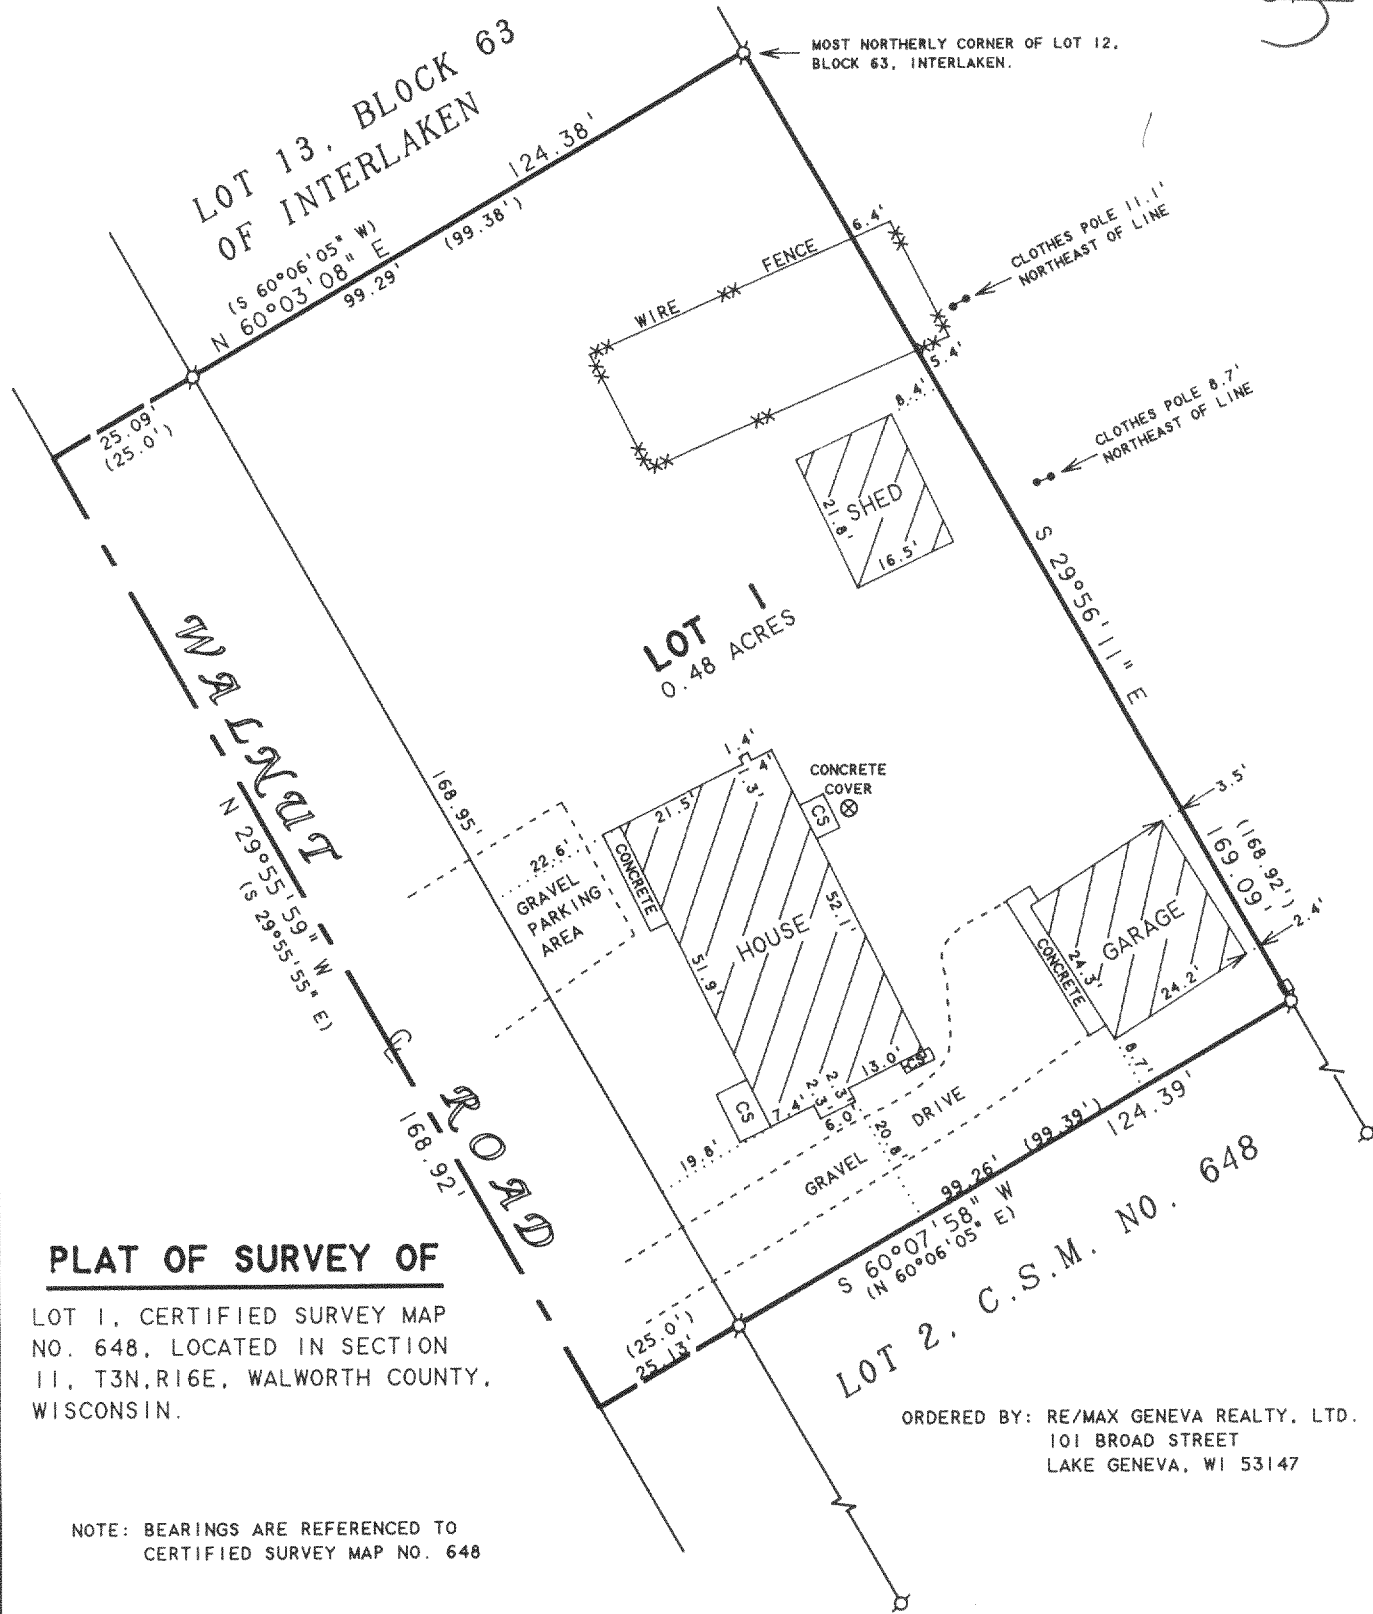 MOST NORTHERLY CORNER OF LOT 12,
BLOCK 63, INTERLAKEN.
LOT 13, BLOCK 63
OF INTERLAKEN
124.38'
(99.38')
(S 60°06'05" W)
N 60°03'08" E
99.29'
25.09'
(25.0')
WIRE
FENCE
6.4'
5.4'
CLOTHES POLE 11.1'
NORTHEAST OF LINE
CLOTHES POLE 8.7'
NORTHEAST OF LINE
8.4'
SHED
21.8'
16.5'
S 29°56'11" E
LOT 1
0.48 ACRES
WALNUT
ROAD
N 29°55'59" W
(S 29°55'55" E)
168.92'
168.95'
22.6'
GRAVEL
PARKING
AREA
1.4'
4'
1.3'
21.5'
CONCRETE
CONCRETE
COVER
CS
HOUSE
52.1'
51.9'
CS
7.4'
2.3'
2.3'
6.0'
13.0'
CS
19.8'
20.8'
GARAGE
CONCRETE
24.3'
24.2'
8.7'
3.5'
(168.92')
169.09'
2.4'
GRAVEL
DRIVE
(99.39')
124.39'
99.26'
S 60°07'58" W
(N 60°06'05" E)
(25.0')
25.13'
LOT 2, C.S.M. NO. 648
PLAT OF SURVEY OF
LOT 1, CERTIFIED SURVEY MAP
NO. 648, LOCATED IN SECTION
11, T3N,R16E, WALWORTH COUNTY,
WISCONSIN.
ORDERED BY: RE/MAX GENEVA REALTY, LTD.
101 BROAD STREET
LAKE GENEVA, WI 53147
NOTE: BEARINGS ARE REFERENCED TO
CERTIFIED SURVEY MAP NO. 648